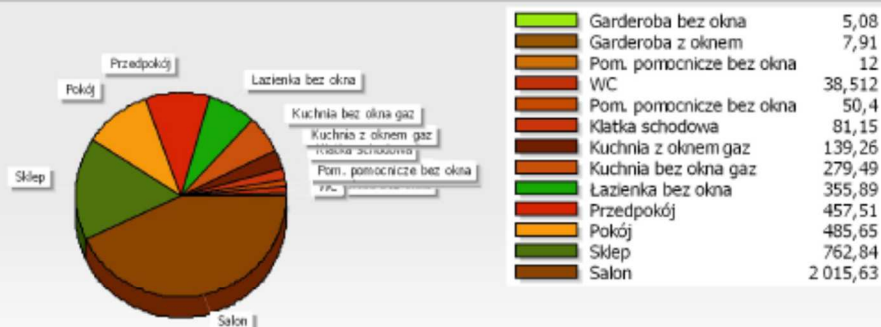 Przedpokój
Pokój
Łazienka bez okna
Kuchnia bez okna gaz
Kuchnia z oknem gaz
Klatka schodowa
Pom. pomocnicze bez okna
WC
Sklep
Salon
Garderoba bez okna 5,08
Garderoba z oknem 7,91
Pom. pomocnicze bez okna 12
WC 38,512
Pom. pomocnicze bez okna 50,4
Klatka schodowa 81,15
Kuchnia z oknem gaz 139,26
Kuchnia bez okna gaz 279,49
Łazienka bez okna 355,89
Przedpokój 457,51
Pokój 485,65
Sklep 762,84
Salon 2 015,63